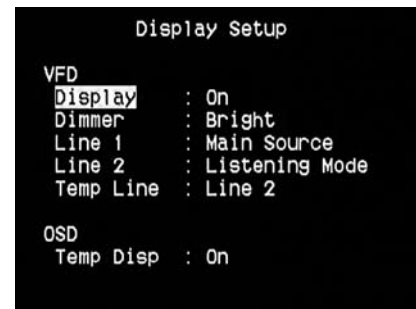 Display Setup
VFD
Display : On
Dimmer : Bright
Line 1 : Main Source
Line 2 : Listening Mode
Temp Line : Line 2
OSD
Temp Disp : On